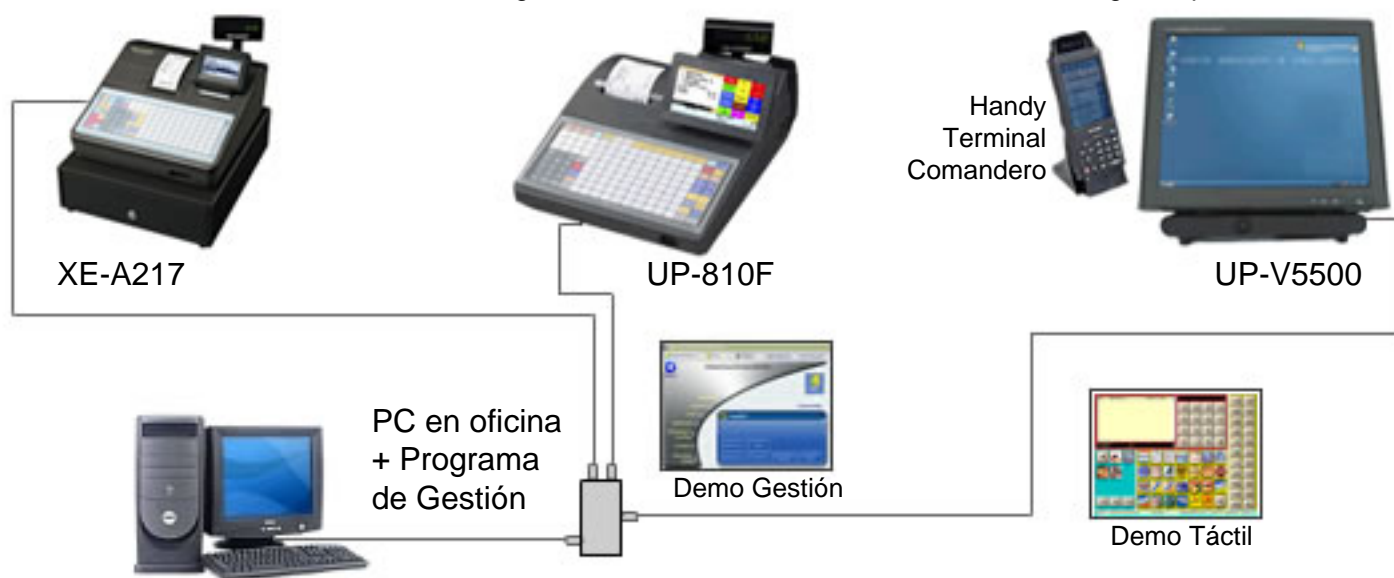 Handy
Terminal
Comandero
XE-A217
UP-810F
UP-V5500
PC en oficina
+ Programa
de Gestión
Demo Gestión
Demo Táctil